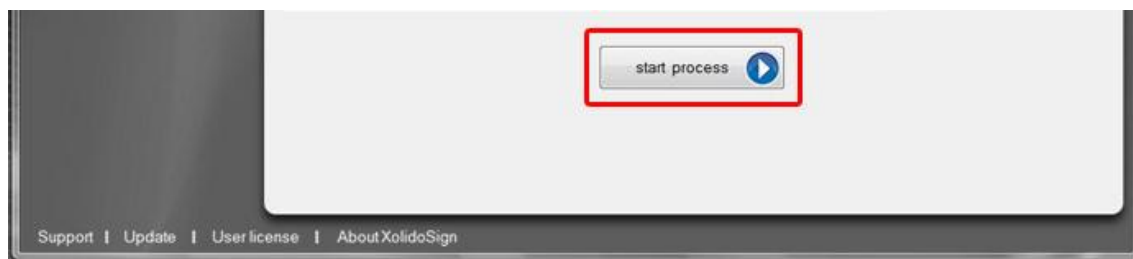 start process
Support | Update | User license | About XolidoSign